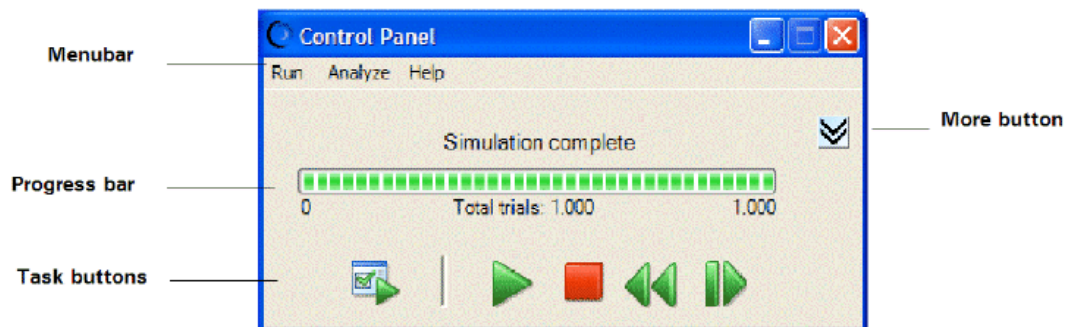 Control Panel
Menubar
Run Analyze Help
More button
Simulation complete
Progress bar
0 Total trials: 1.000 1.000
Task buttons